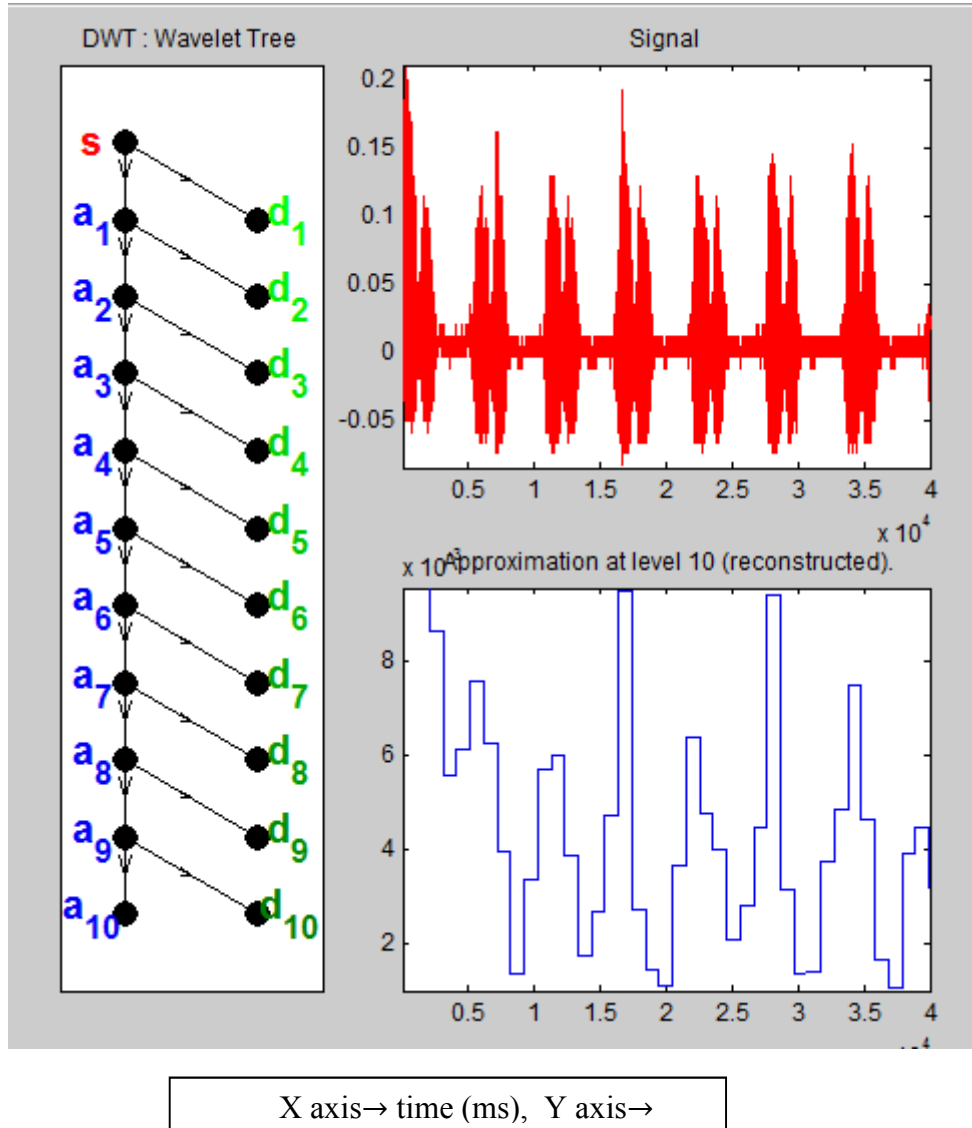 DWT : Wavelet Tree
s
a1 d1
a2 d2
a3 d3
a4 d4
a5 d5
a6 d6
a7 d7
a8 d8
a9 d9
a10 d10
Signal
0.2
0.15
0.1
0.05
0
-0.05
0.5 1 1.5 2 2.5 3 3.5 4
x 10^4
x 10^-3 Approximation at level 10 (reconstructed).
8
6
4
2
0.5 1 1.5 2 2.5 3 3.5 4
X axis→ time (ms), Y axis→